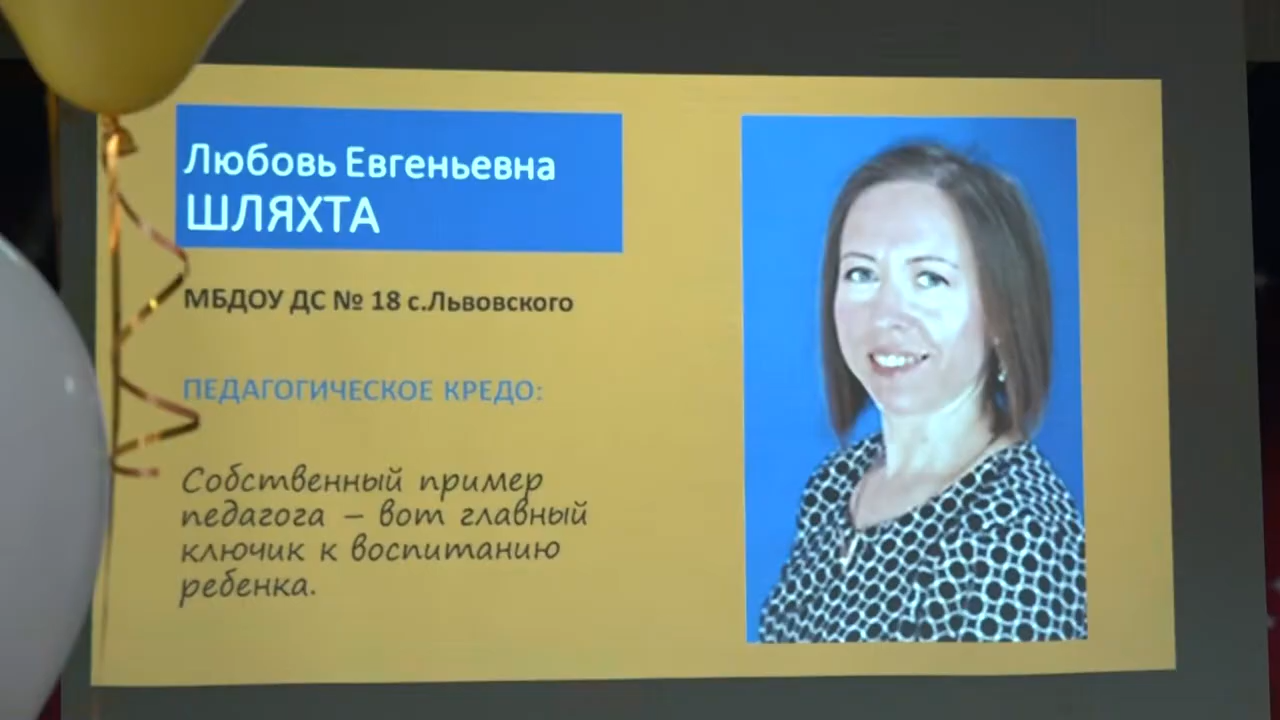 Любовь Евгеньевна
ШЛЯХТА
МБДОУ ДС № 18 с.Львовского
ПЕДАГОГИЧЕСКОЕ КРЕДО:
Собственный пример
педагога – вот главный
ключик к воспитанию
ребенка.